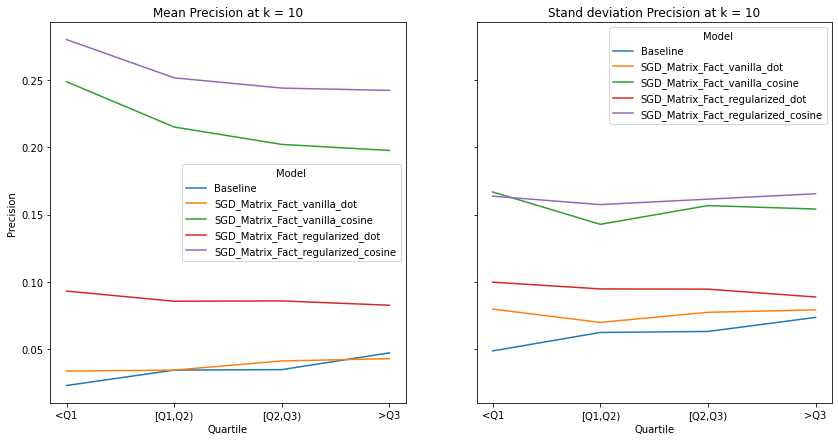 Mean Precision at k = 10
Precision
0.25
0.20
0.15
0.10
0.05
Model
Baseline
SGD_Matrix_Fact_vanilla_dot
SGD_Matrix_Fact_vanilla_cosine
SGD_Matrix_Fact_regularized_dot
SGD_Matrix_Fact_regularized_cosine
<Q1 [Q1,Q2) [Q2,Q3) >Q3
Quartile
Stand deviation Precision at k = 10
Model
Baseline
SGD_Matrix_Fact_vanilla_dot
SGD_Matrix_Fact_vanilla_cosine
SGD_Matrix_Fact_regularized_dot
SGD_Matrix_Fact_regularized_cosine
<Q1 [Q1,Q2) [Q2,Q3) >Q3
Quartile